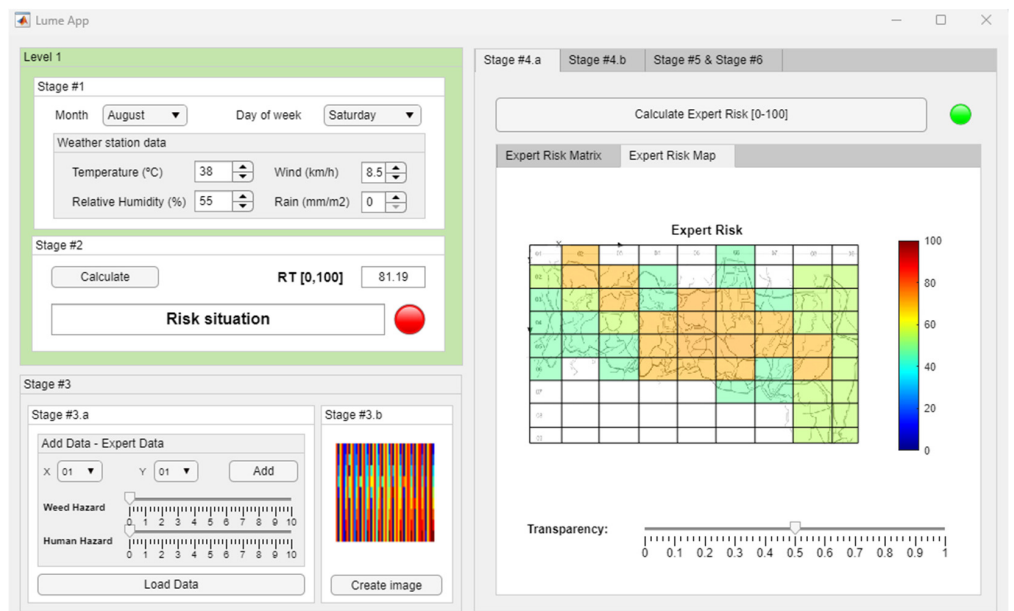 Lume App
Level 1
Stage #1
Month August Day of week Saturday
Weather station data
Temperature (ºC) 38 Wind (km/h) 8.5
Relative Humidity (%) 55 Rain (mm/m2) 0
Stage #2
Calculate RT [0,100] 81.19
Risk situation
Stage #3
Stage #3.a
Add Data - Expert Data
X 01 Y 01 Add
Weed Hazard
0 1 2 3 4 5 6 7 8 9 10
Human Hazard
0 1 2 3 4 5 6 7 8 9 10
Load Data
Stage #3.b
Create image
Stage #4.a Stage #4.b Stage #5 & Stage #6
Calculate Expert Risk [0-100]
Expert Risk Matrix Expert Risk Map
Expert Risk
X
100
80
60
40
20
0
Transparency:
0 0.1 0.2 0.3 0.4 0.5 0.6 0.7 0.8 0.9 1